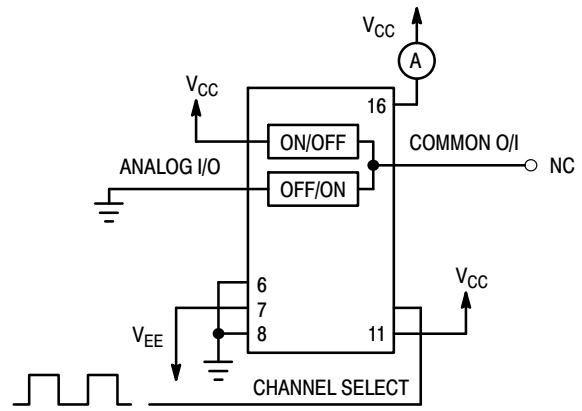 V_CC
A
16
V_CC
ON/OFF
COMMON O/I
NC
ANALOG I/O
OFF/ON
6
7
V_CC
V_EE
8
11
CHANNEL SELECT